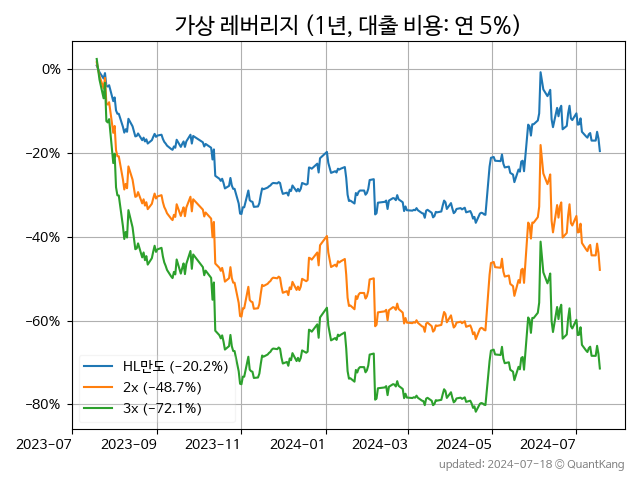 가상 레버리지 (1년, 대출 비용: 연 5%)
0%
−20%
−40%
−60%
−80%
HL만도 (−20.2%)
2x (−48.7%)
3x (−72.1%)
2023-07
2023-09
2023-11
2024-01
2024-03
2024-05
2024-07
updated: 2024-07-18 © QuantKang